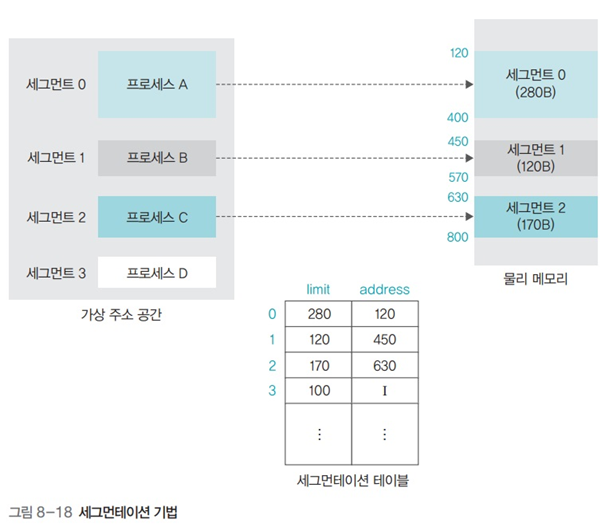 세그먼트 0 프로세스 A
세그먼트 1 프로세스 B
세그먼트 2 프로세스 C
세그먼트 3 프로세스 D
가상 주소 공간
120
세그먼트 0
(280B)
400
450
세그먼트 1
(120B)
570
630
세그먼트 2
(170B)
800
물리 메모리
limit address
0 280 120
1 120 450
2 170 630
3 100 I
⋮ ⋮
세그먼테이션 테이블
그림 8-18 세그먼테이션 기법